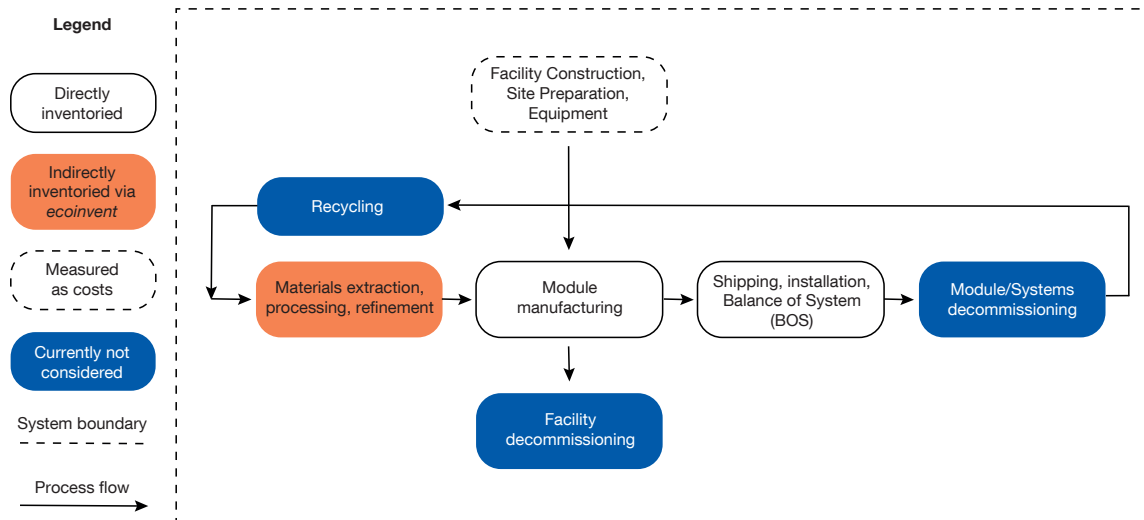 Legend
Directly
inventoried
Indirectly
inventoried via
ecoinvent
Measured
as costs
Currently not
considered
System boundary
Process flow
Facility Construction,
Site Preparation,
Equipment
Recycling
Materials extraction,
processing, refinement
Module
manufacturing
Shipping, installation,
Balance of System
(BOS)
Module/Systems
decommissioning
Facility
decommissioning